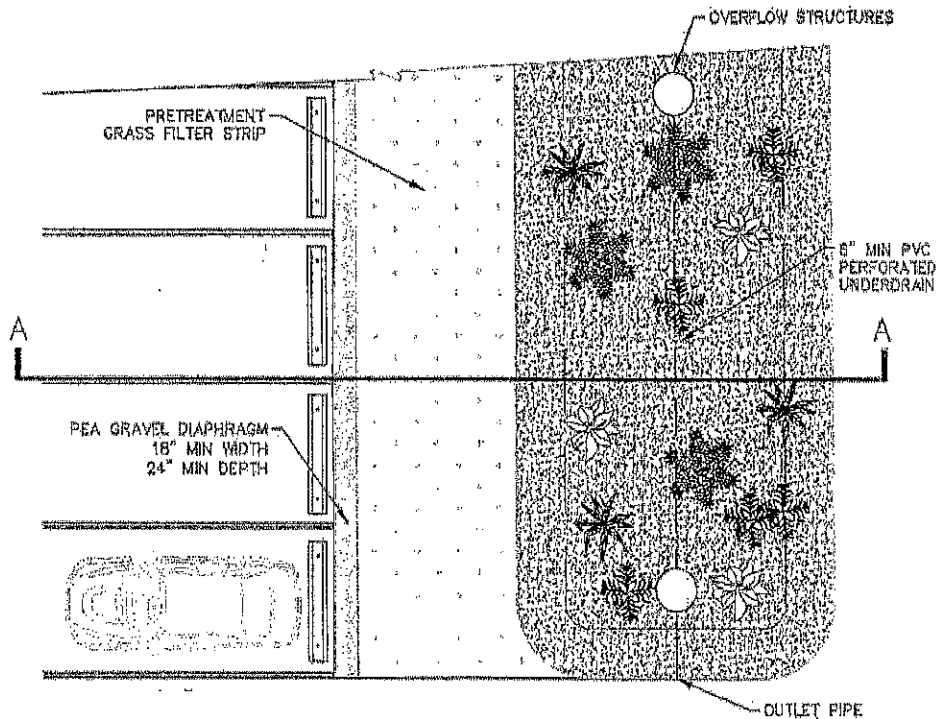 OVERFLOW STRUCTURES
PRETREATMENT
GRASS FILTER STRIP
6" MIN PVC
PERFORATED
UNDERDRAIN
A
A
PEA GRAVEL DIAPHRAGM
18" MIN WIDTH
24" MIN DEPTH
OUTLET PIPE